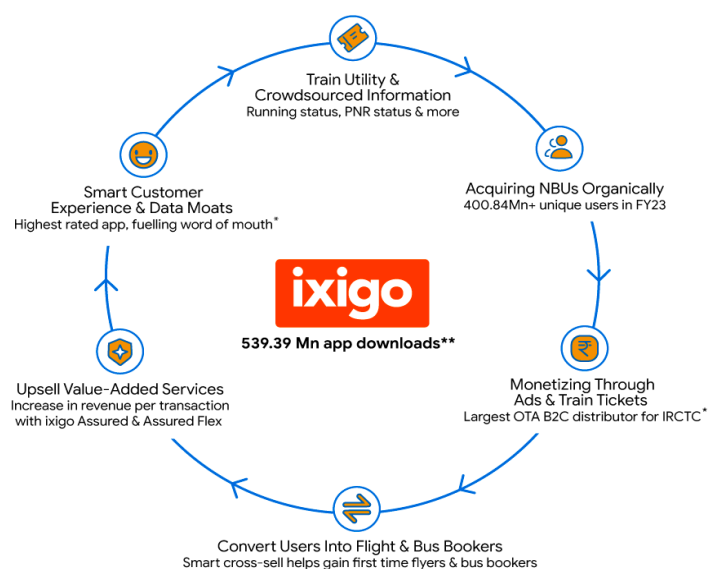 Train Utility &
Crowdsourced Information
Running status, PNR status & more
Acquiring NBUs Organically
400.84Mn+ unique users in FY23
Monetizing Through
Ads & Train Tickets
Largest OTA B2C distributor for IRCTC*
Convert Users Into Flight & Bus Bookers
Smart cross-sell helps gain first time flyers & bus bookers
Upsell Value-Added Services
Increase in revenue per transaction
with ixigo Assured & Assured Flex
Smart Customer
Experience & Data Moats
Highest rated app, fuelling word of mouth*
ixigo
539.39 Mn app downloads**
₹